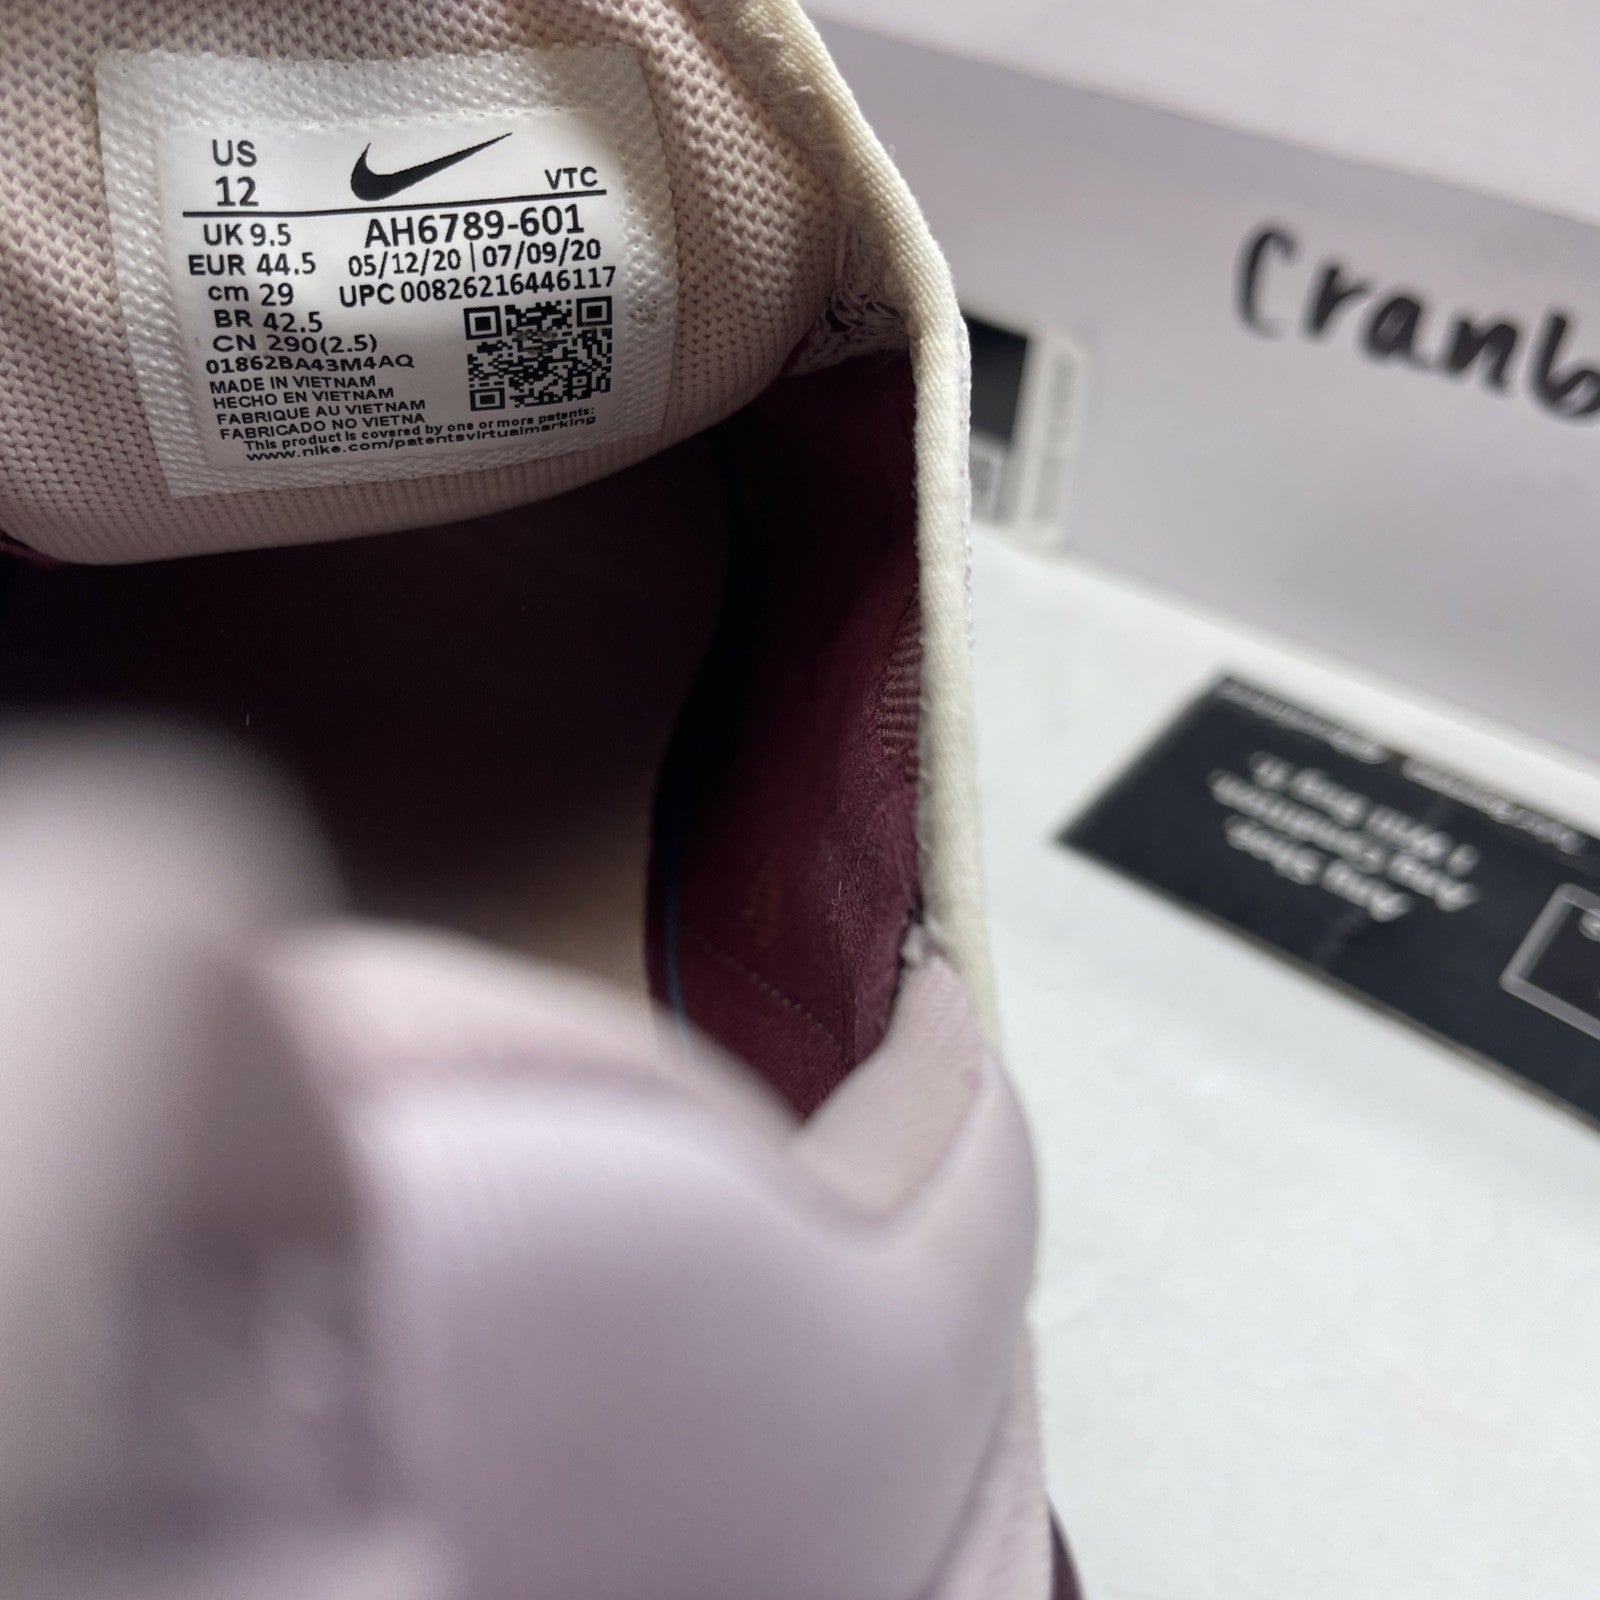 US
12
VTC
UK 9.5
AH6789-601
EUR 44.5
05/12/20 | 07/09/20
cm 29
UPC 00826216446117
BR 42.5
CN 290(2.5)
01862BA43M4AQ
MADE IN VIETNAM
HECHO EN VIETNAM
FABRIQUE AU VIETNAM
FABRICADO NO VIETNA
This product is covered by one or more patents:
www.nike.com/patentsvirtualmarking
Cranb